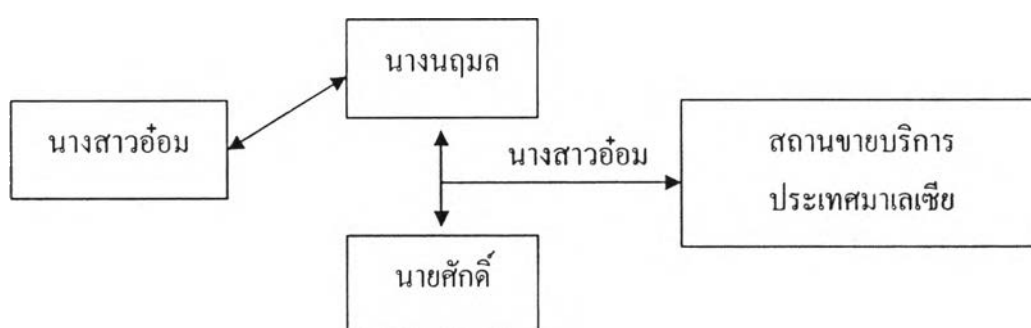 นางนฤมล
นางสาวอ๋อม
นางสาวอ๋อม
สถานขายบริการ
ประเทศมาเลเซีย
นายศักดิ์